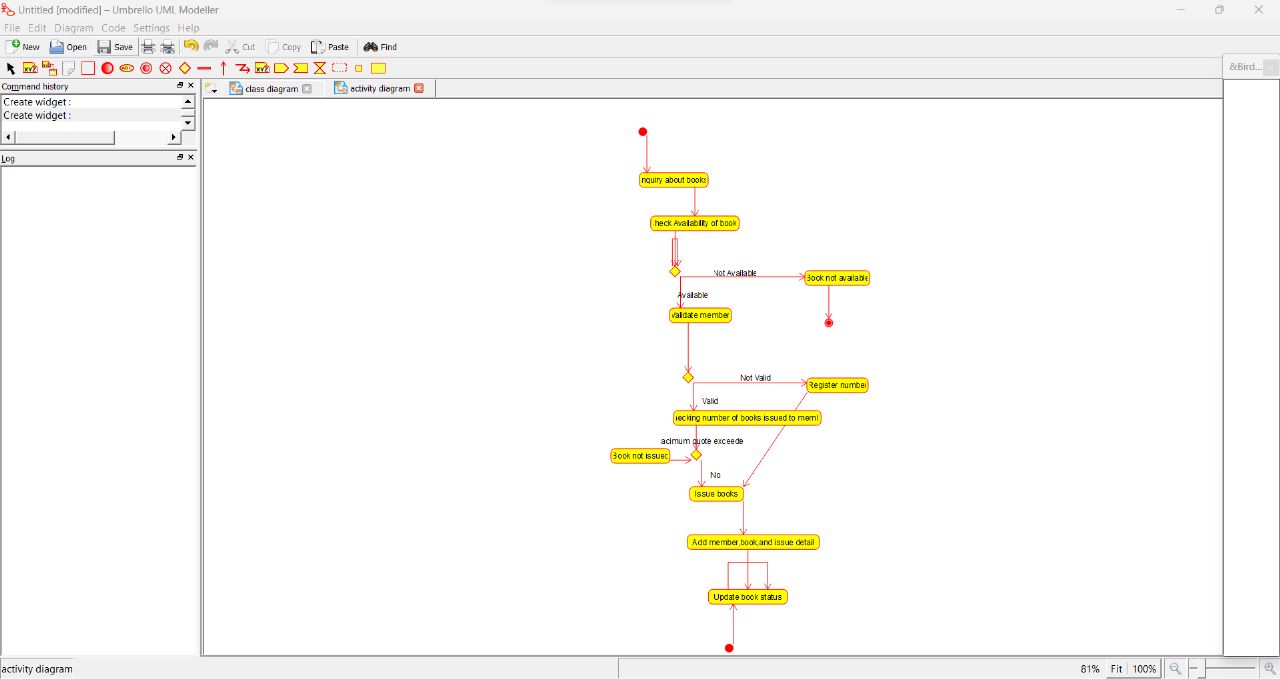 Untitled [modified] – Umbrello UML Modeller
File Edit Diagram Code Settings Help
New Open Save Cut Copy Paste Find
&Bird...
Command history
class diagram
activity diagram
Create widget :
Create widget :
Log
nquiry about books
heck Availability of book
Not Available
Book not available
Available
Validate member
Not Valid
Register number
Valid
ecking number of books issued to mem
acimum quote exceede
Book not issued
No
Issue books
Add member,book,and issue detail
Update book status
activity diagram
81% Fit 100%